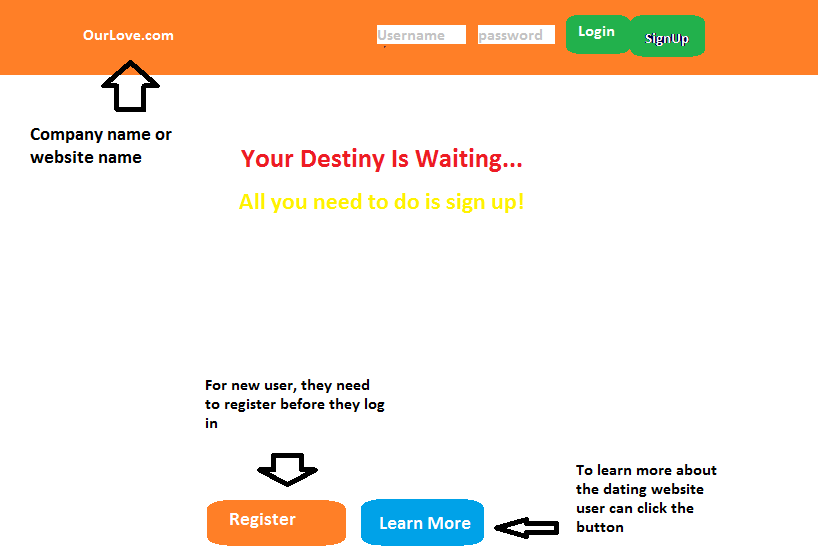 OurLove.com
Username
password
Login
SignUp
Company name or
website name
Your Destiny Is Waiting...
All you need to do is sign up!
For new user, they need
to register before they log
in
To learn more about
the dating website
user can click the
button
Register
Learn More